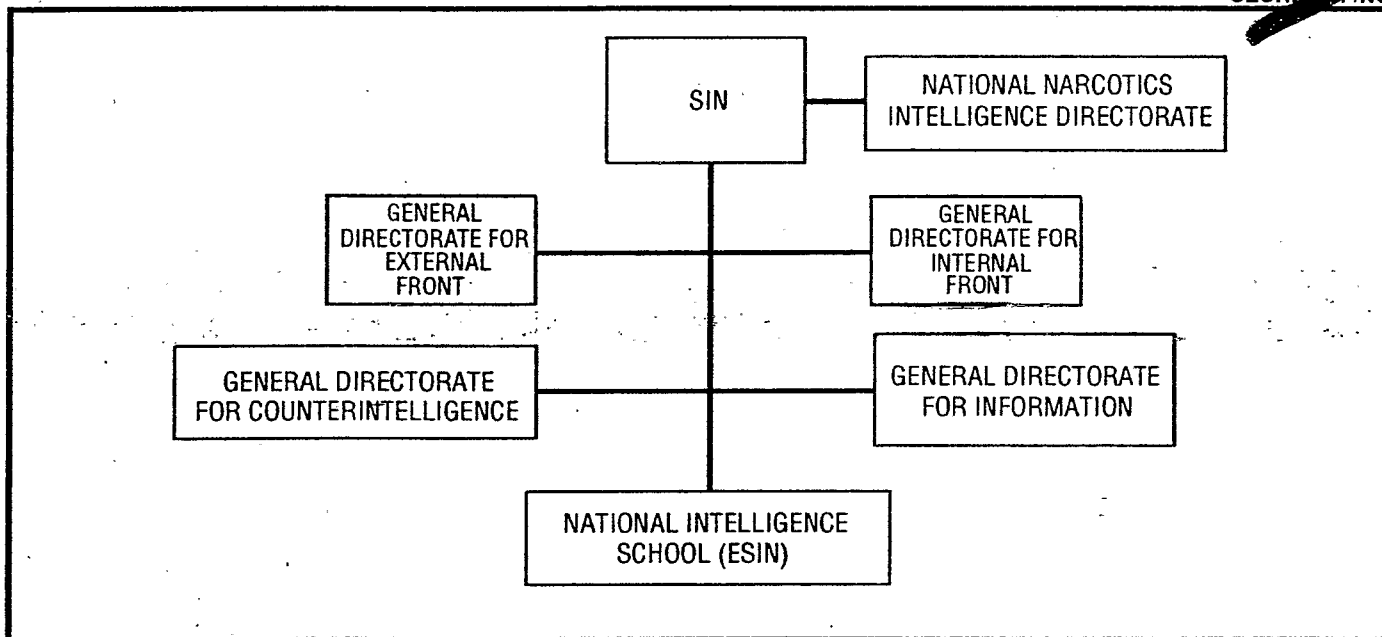 SIN
NATIONAL NARCOTICS
INTELLIGENCE DIRECTORATE
GENERAL
DIRECTORATE FOR
EXTERNAL
FRONT
GENERAL
DIRECTORATE FOR
INTERNAL
FRONT
GENERAL DIRECTORATE
FOR COUNTERINTELLIGENCE
GENERAL DIRECTORATE
FOR INFORMATION
NATIONAL INTELLIGENCE
SCHOOL (ESIN)